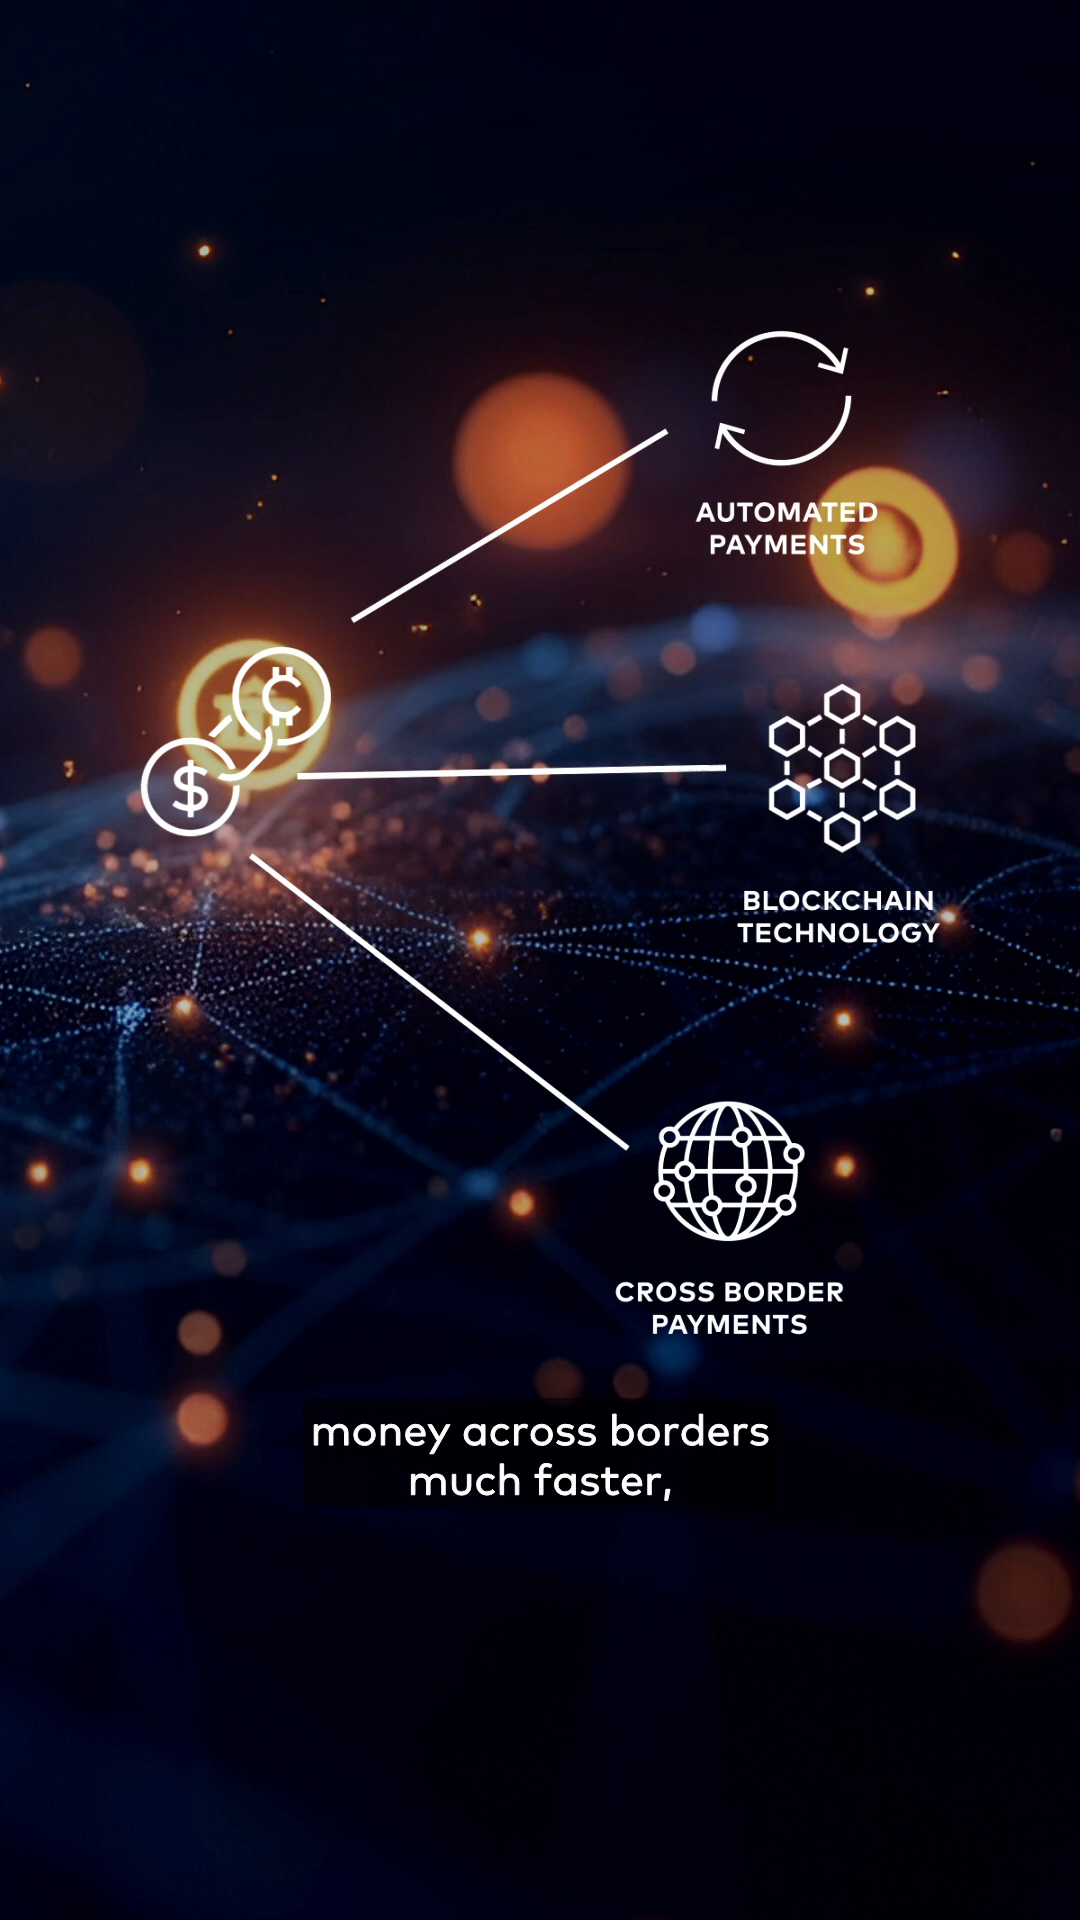 AUTOMATED
PAYMENTS
$
BLOCKCHAIN
TECHNOLOGY
CROSS BORDER
PAYMENTS
money across borders
much faster,